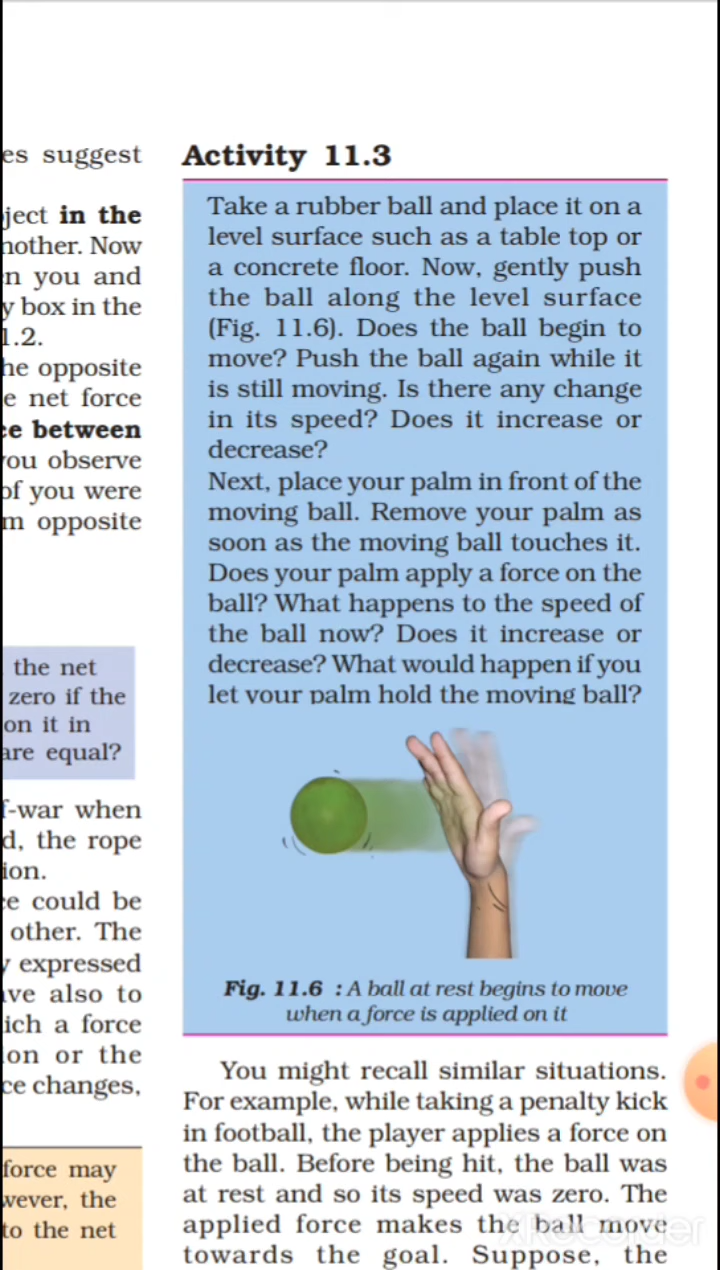 es suggest
ject in the
nother. Now
n you and
y box in the
1.2.
he opposite
e net force
ce between
you observe
of you were
m opposite
the net
zero if the
on it in
are equal?
f-war when
d, the rope
ion.
ce could be
other. The
y expressed
ave also to
ich a force
ion or the
ce changes,
force may
wever, the
to the net
Activity 11.3
Take a rubber ball and place it on a
level surface such as a table top or
a concrete floor. Now, gently push
the ball along the level surface
(Fig. 11.6). Does the ball begin to
move? Push the ball again while it
is still moving. Is there any change
in its speed? Does it increase or
decrease?
Next, place your palm in front of the
moving ball. Remove your palm as
soon as the moving ball touches it.
Does your palm apply a force on the
ball? What happens to the speed of
the ball now? Does it increase or
decrease? What would happen if you
let your palm hold the moving ball?
Fig. 11.6 : A ball at rest begins to move
when a force is applied on it
You might recall similar situations.
For example, while taking a penalty kick
in football, the player applies a force on
the ball. Before being hit, the ball was
at rest and so its speed was zero. The
applied force makes the ball move
towards the goal. Suppose, the
XRecorder